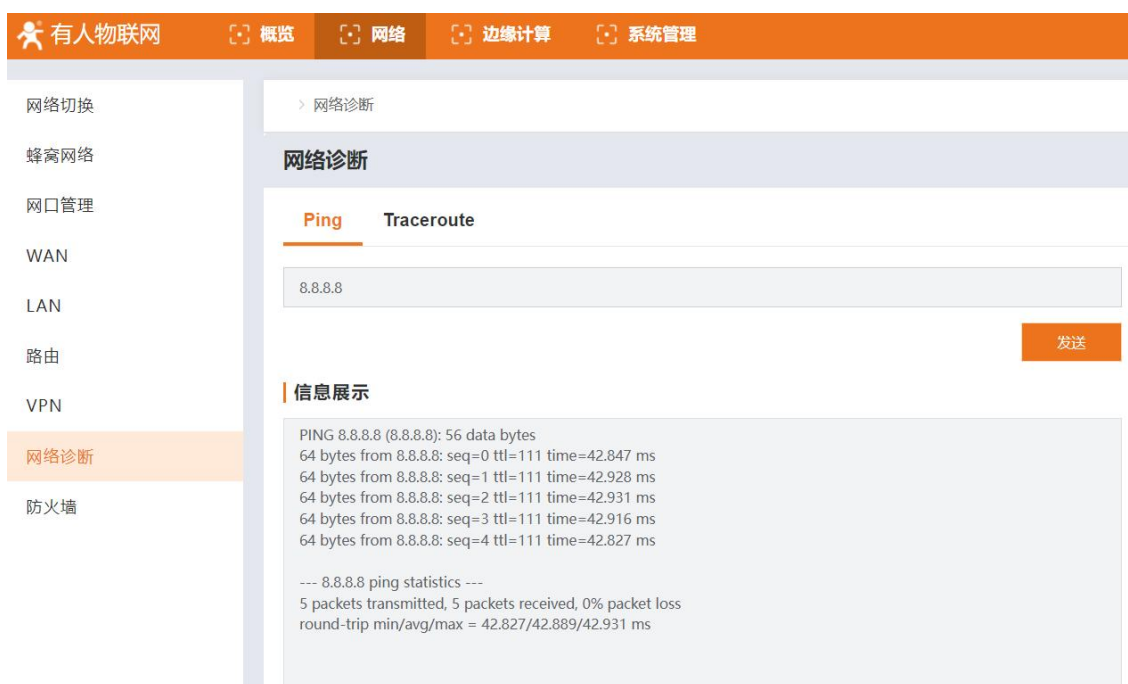 有人物联网 概览 网络 边缘计算 系统管理
网络切换
蜂窝网络
网口管理
WAN
LAN
路由
VPN
网络诊断
防火墙
> 网络诊断
网络诊断
Ping Traceroute
8.8.8.8
发送
信息展示
PING 8.8.8.8 (8.8.8.8): 56 data bytes
64 bytes from 8.8.8.8: seq=0 ttl=111 time=42.847 ms
64 bytes from 8.8.8.8: seq=1 ttl=111 time=42.928 ms
64 bytes from 8.8.8.8: seq=2 ttl=111 time=42.931 ms
64 bytes from 8.8.8.8: seq=3 ttl=111 time=42.916 ms
64 bytes from 8.8.8.8: seq=4 ttl=111 time=42.827 ms
--- 8.8.8.8 ping statistics ---
5 packets transmitted, 5 packets received, 0% packet loss
round-trip min/avg/max = 42.827/42.889/42.931 ms